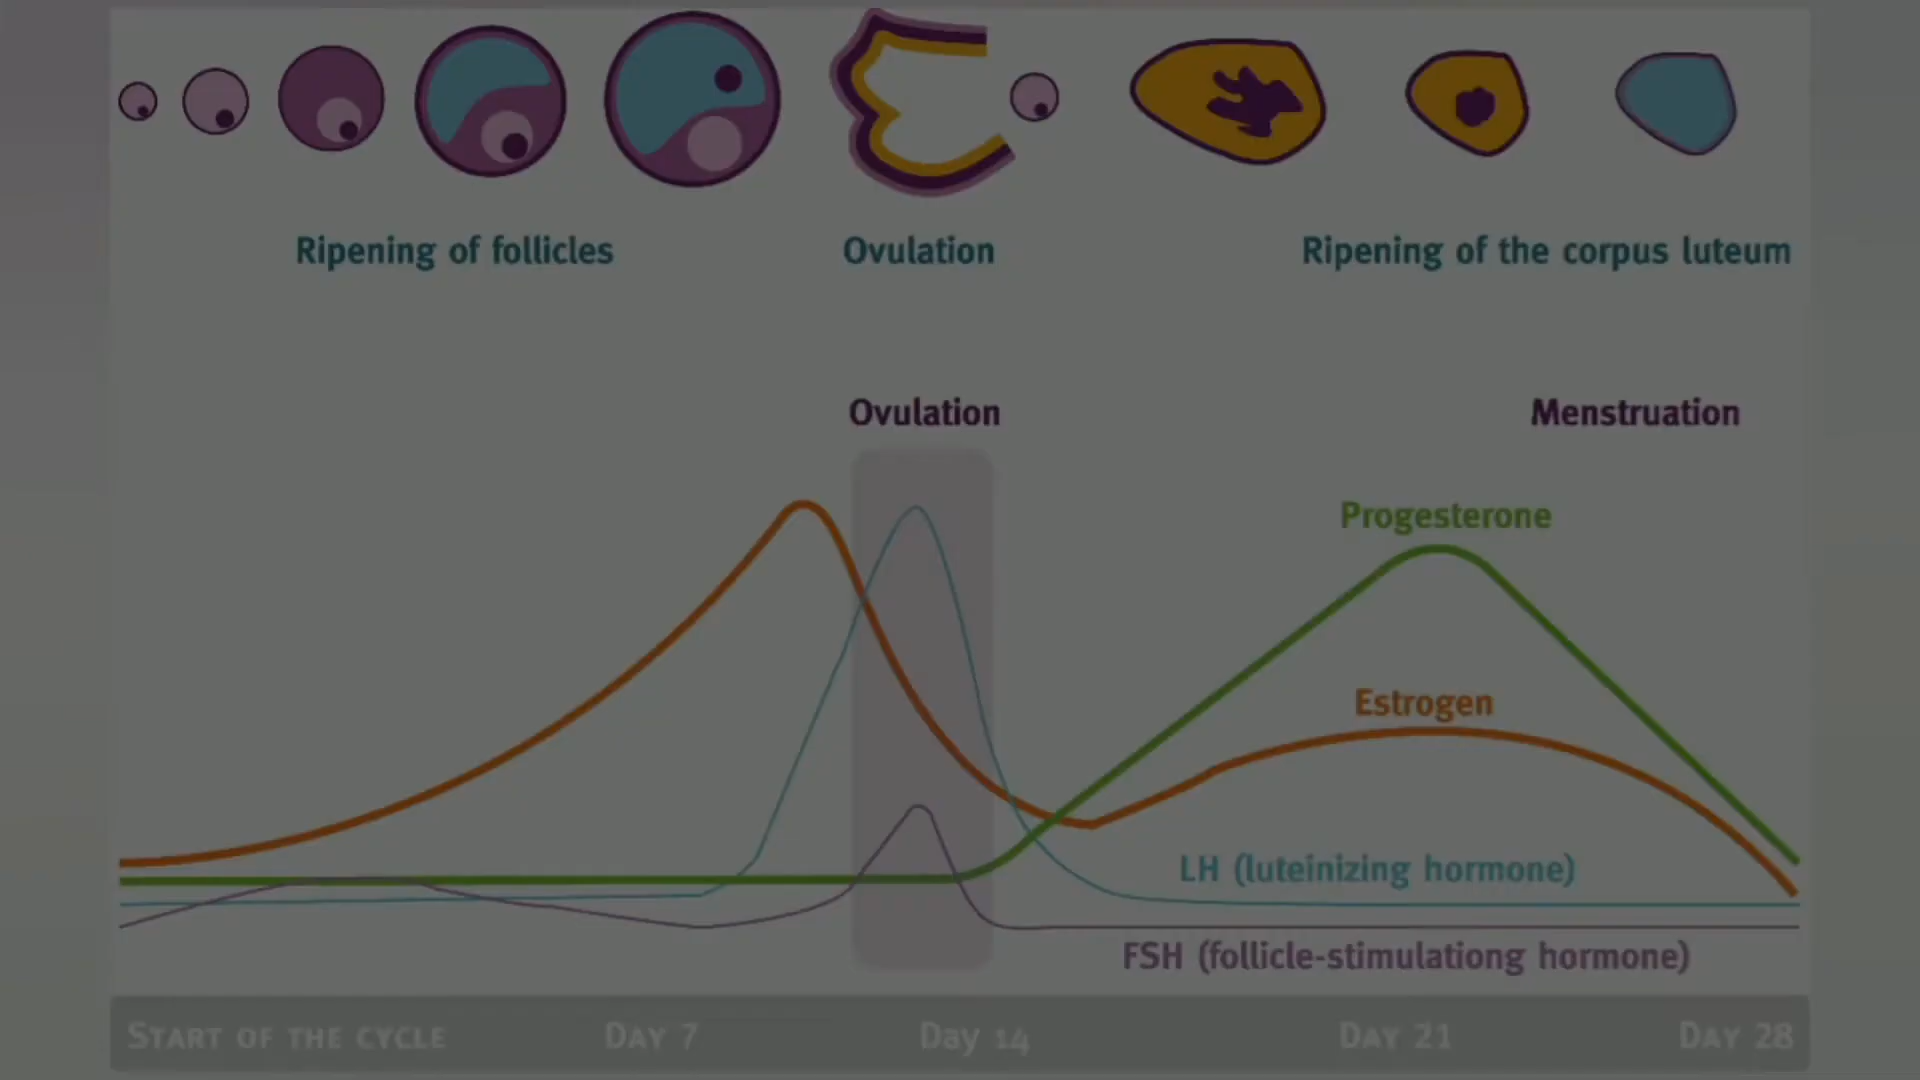 Ripening of follicles
Ovulation
Ripening of the corpus luteum
Ovulation
Menstruation
Progesterone
Estrogen
LH (luteinizing hormone)
FSH (follicle-stimulationg hormone)
START OF THE CYCLE
DAY 7
Day 14
DAY 21
DAY 28